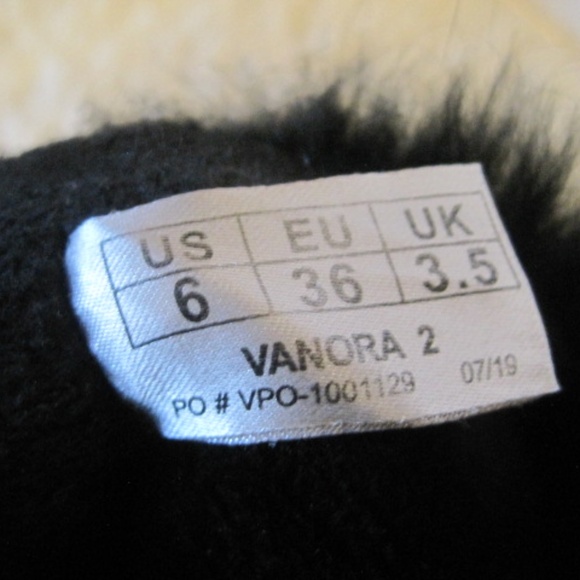 US EU UK
6 36 3.5
VANORA 2
PO # VPO-1001129 07/19